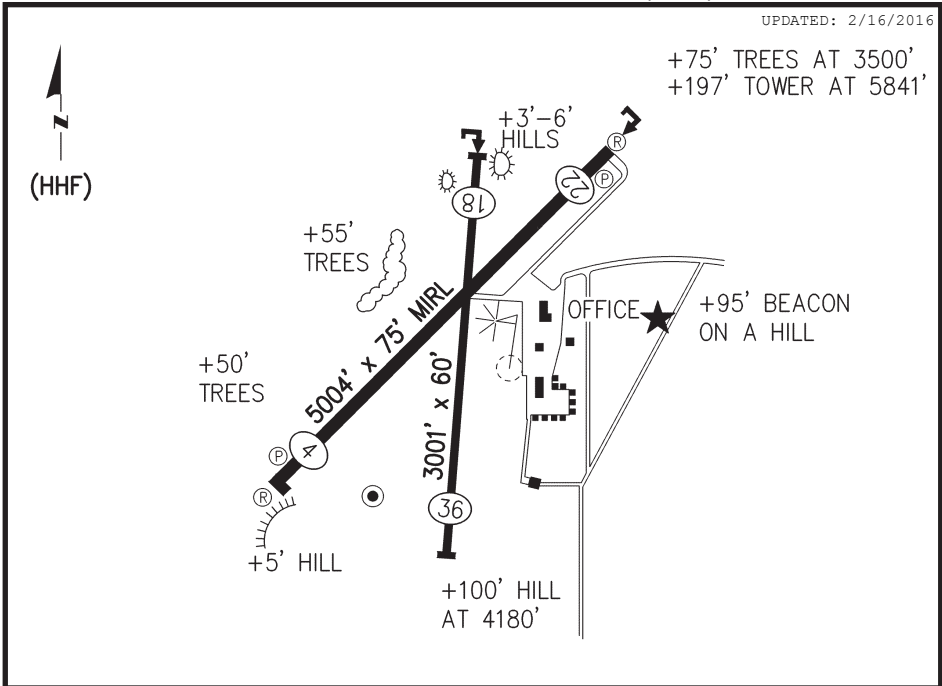 UPDATED: 2/16/2016
+75' TREES AT 3500'
+197' TOWER AT 5841'
N
(HHF)
+3'-6'
HILLS
R
P
22
18
+55'
TREES
OFFICE
+95' BEACON
ON A HILL
5004' x 75' MIRL
3001' x 60'
+50'
TREES
4
P
R
36
+5' HILL
+100' HILL
AT 4180'